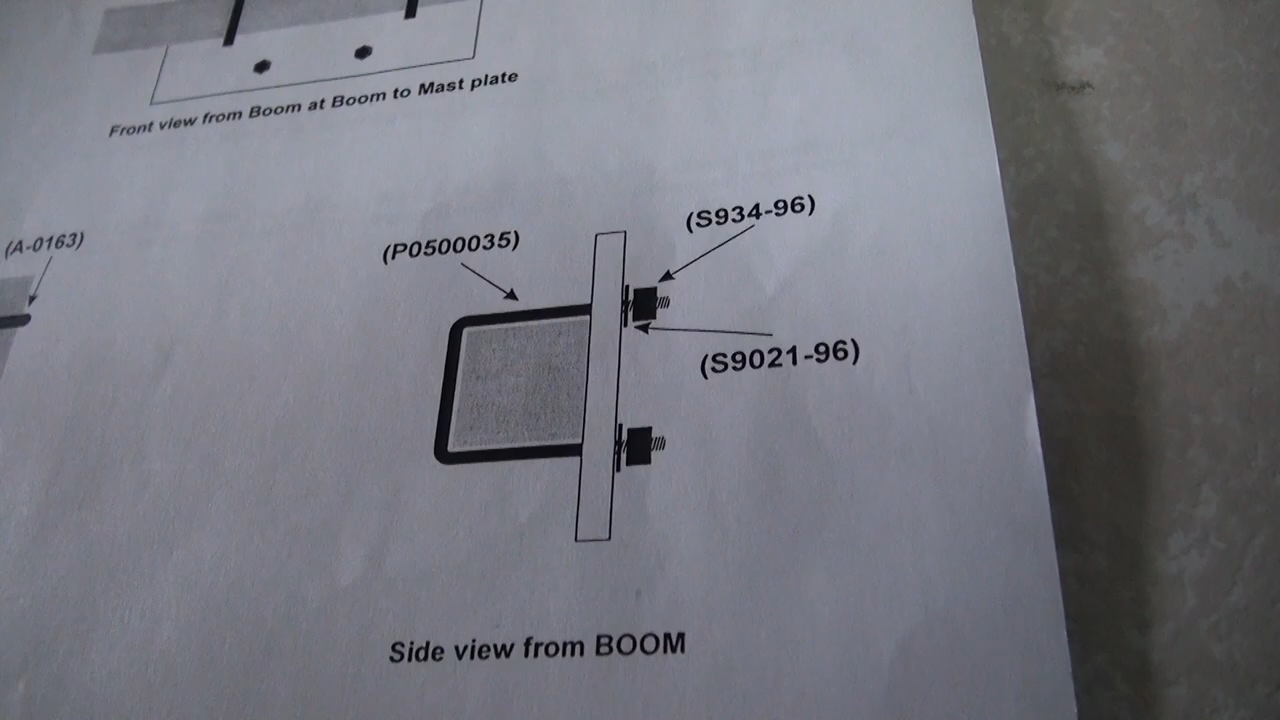 Front view from Boom at Boom to Mast plate
(A-0163)
(P0500035)
(S934-96)
(S9021-96)
Side view from BOOM